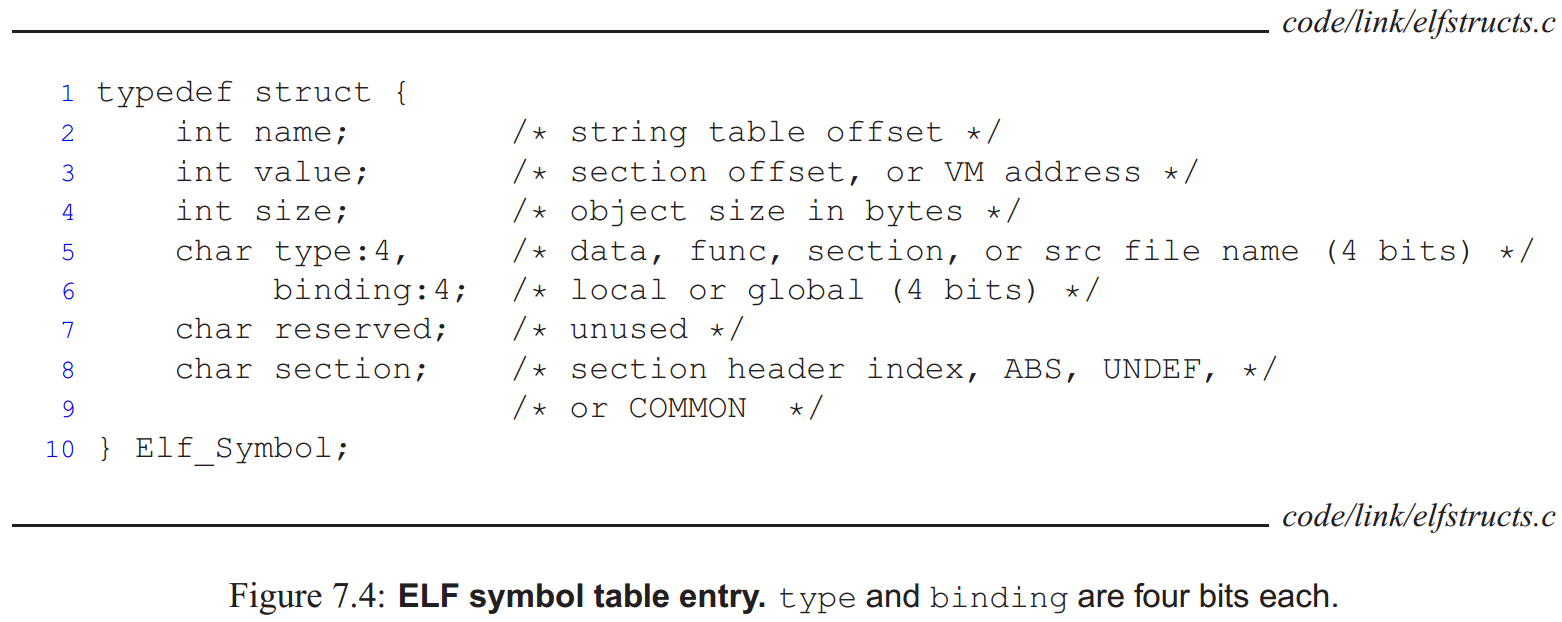 code/link/elfstructs.c
1 typedef struct {
2     int name;        /* string table offset */
3     int value;       /* section offset, or VM address */
4     int size;        /* object size in bytes */
5     char type:4,     /* data, func, section, or src file name (4 bits) */
6          binding:4;  /* local or global (4 bits) */
7     char reserved;   /* unused */
8     char section;    /* section header index, ABS, UNDEF, */
9                      /* or COMMON  */
10 } Elf_Symbol;
code/link/elfstructs.c
Figure 7.4: ELF symbol table entry. type and binding are four bits each.